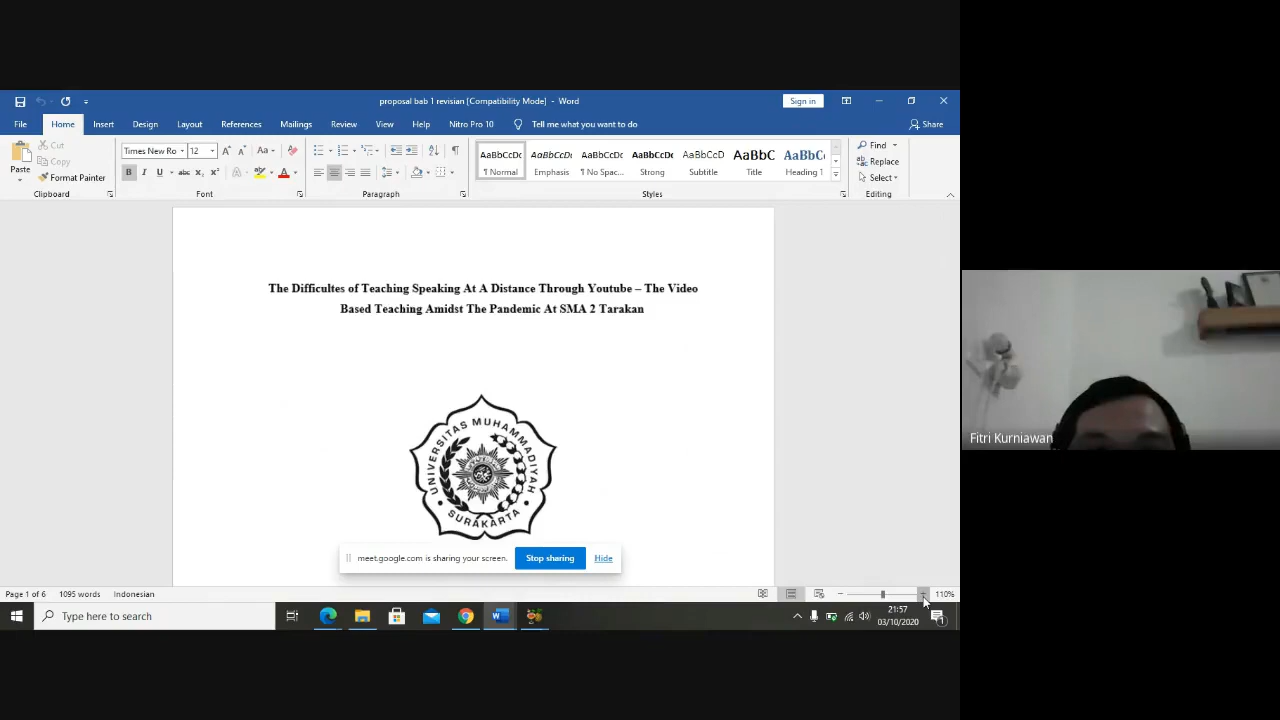 proposal bab 1 revisian [Compatibility Mode] - Word
Sign in
File Home Insert Design Layout References Mailings Review View Help Nitro Pro 10 Tell me what you want to do Share
Paste
Cut
Copy
Format Painter
Clipboard
Times New Ro 12
Font
Paragraph
AaBbCcDc AaBbCcDc AaBbCcDc AaBbCcDc AaBbCcD AaBbC AaBbCc
¶ Normal Emphasis ¶ No Spac... Strong Subtitle Title Heading 1
Styles
Find
Replace
Select
Editing
The Difficultes of Teaching Speaking At A Distance Through Youtube – The Video
Based Teaching Amidst The Pandemic At SMA 2 Tarakan
UNIVERSITAS MUHAMMADIYAH
SURAKARTA
meet.google.com is sharing your screen. Stop sharing Hide
Fitri Kurniawan
Page 1 of 6 1095 words Indonesian 110%
Type here to search
21:57
03/10/2020